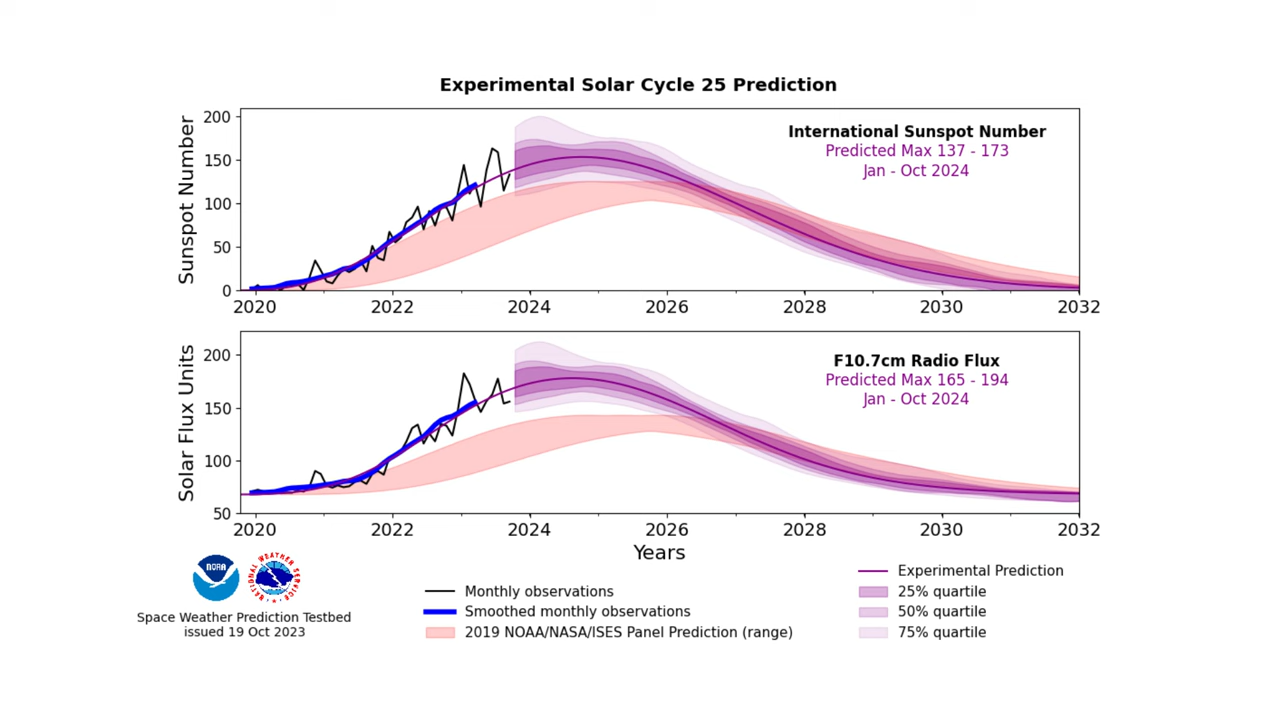 Experimental Solar Cycle 25 Prediction
Sunspot Number
200
150
100
50
0
International Sunspot Number
Predicted Max 137 - 173
Jan - Oct 2024
2020 2022 2024 2026 2028 2030 2032
Solar Flux Units
200
150
100
50
F10.7cm Radio Flux
Predicted Max 165 - 194
Jan - Oct 2024
2020 2022 2024 2026 2028 2030 2032
Years
NOAA
NATIONAL WEATHER SERVICE
Space Weather Prediction Testbed
issued 19 Oct 2023
Monthly observations
Smoothed monthly observations
2019 NOAA/NASA/ISES Panel Prediction (range)
Experimental Prediction
25% quartile
50% quartile
75% quartile